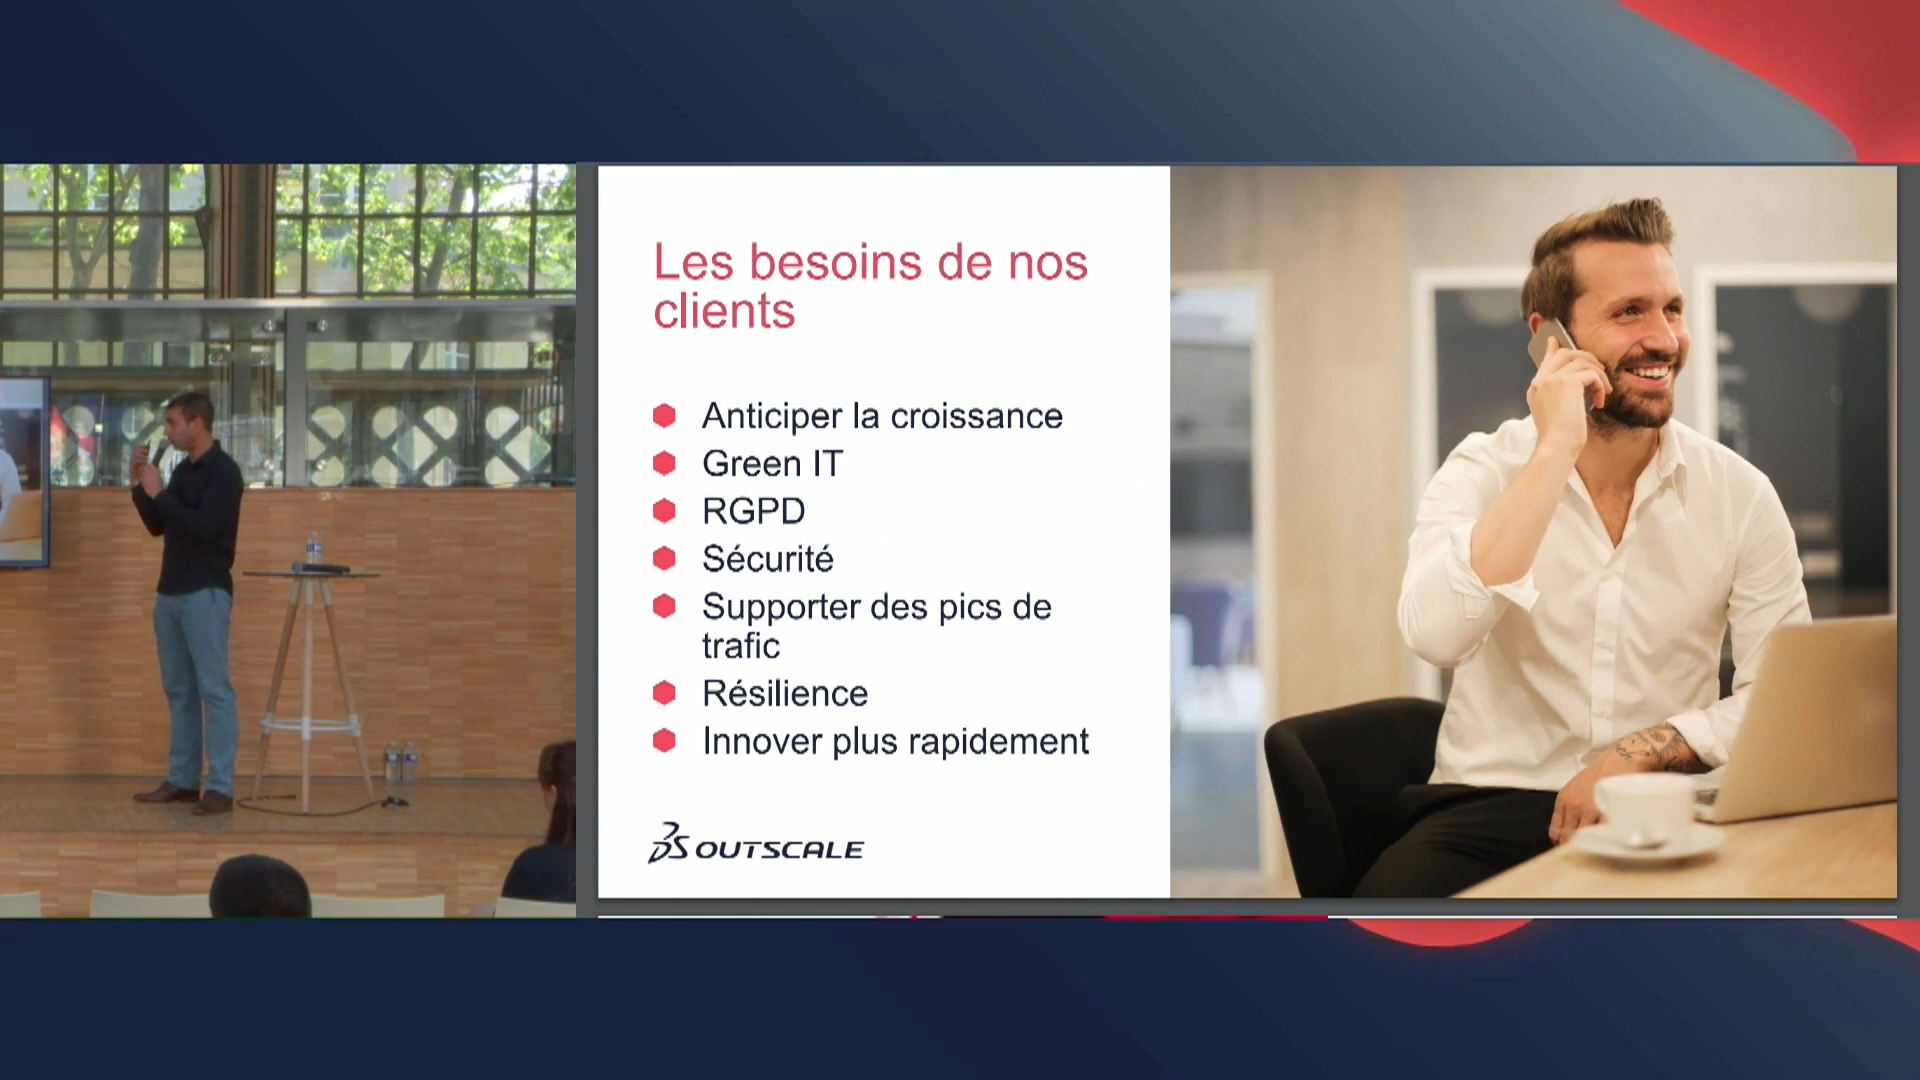 Les besoins de nos
clients
Anticiper la croissance
Green IT
RGPD
Sécurité
Supporter des pics de
trafic
Résilience
Innover plus rapidement
OUTSCALE